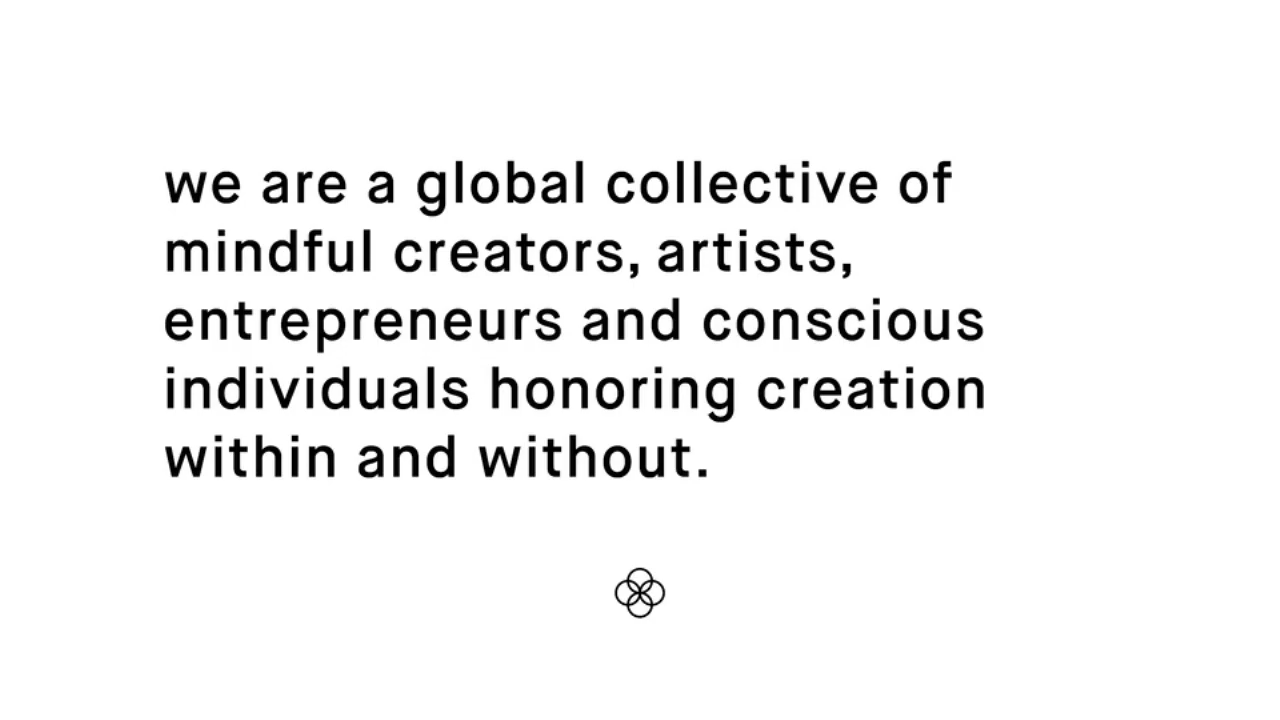 we are a global collective of
mindful creators, artists,
entrepreneurs and conscious
individuals honoring creation
within and without.